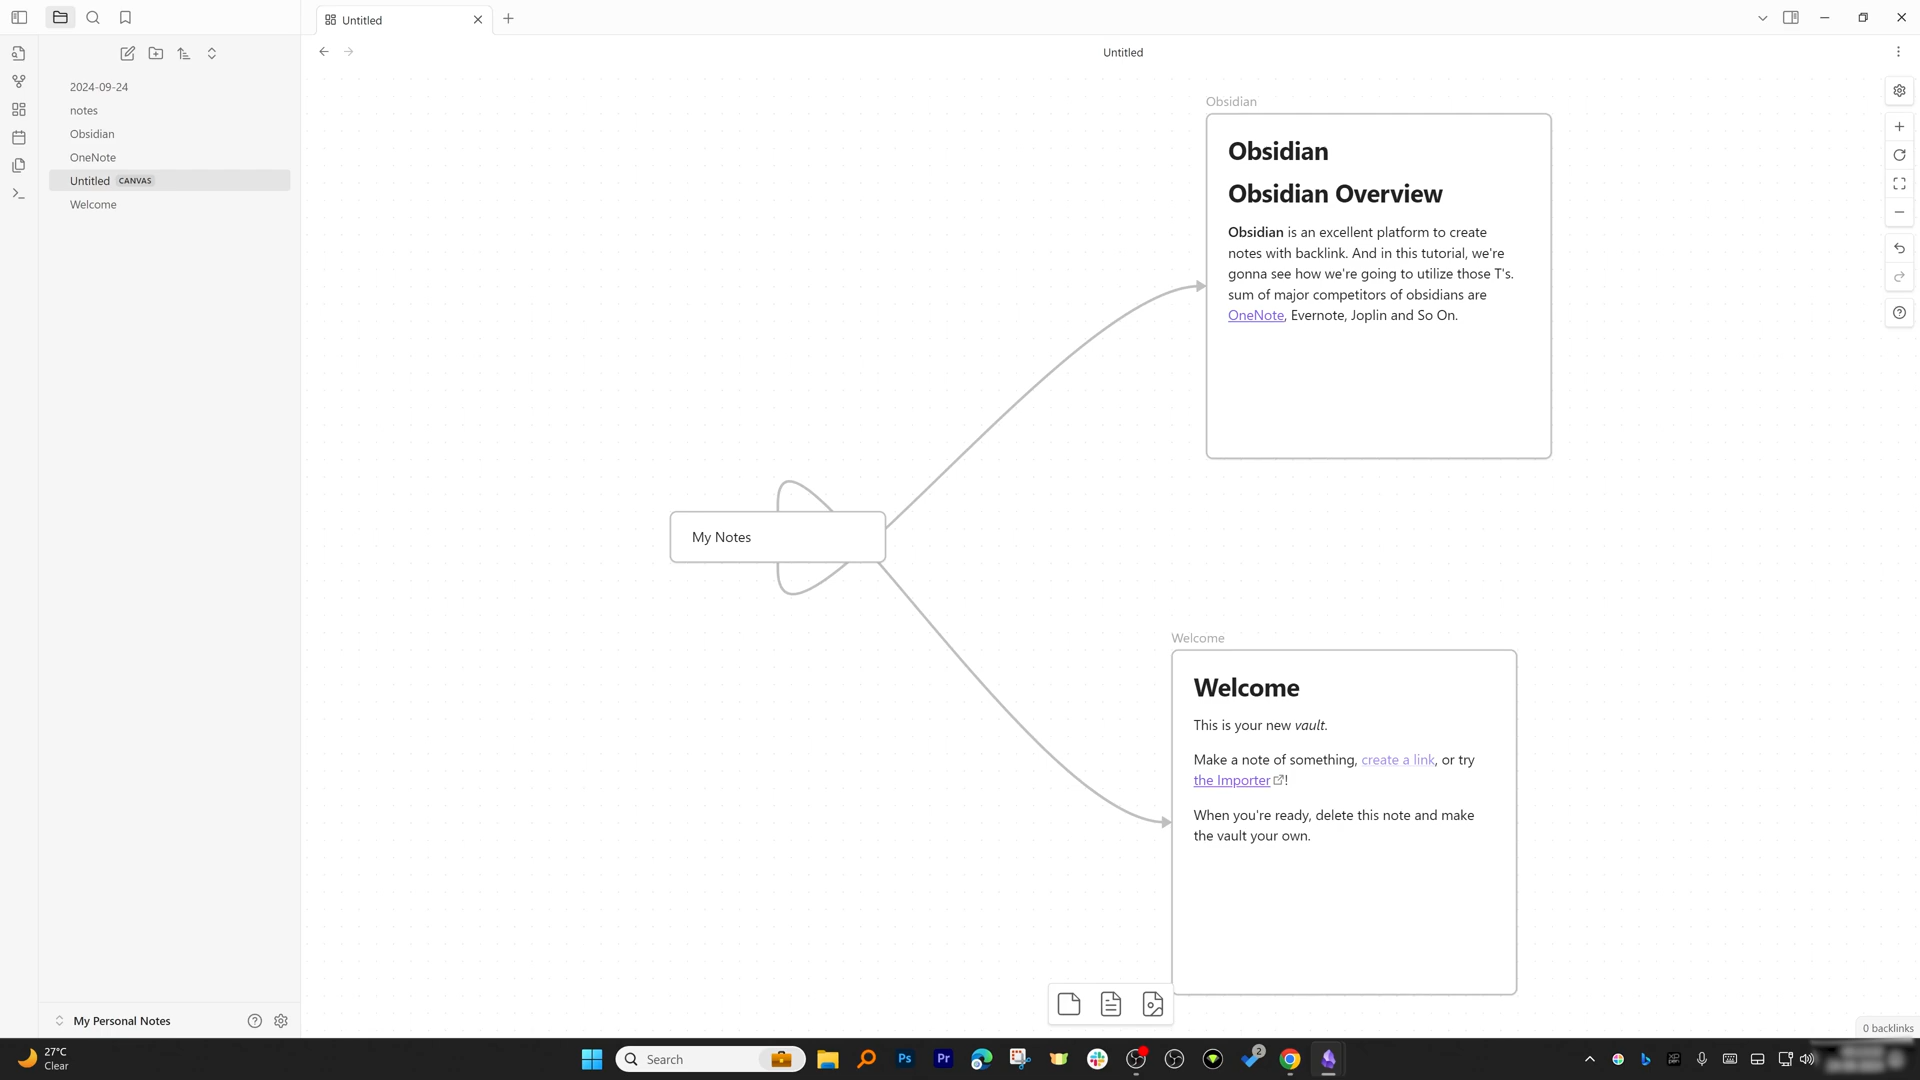 Untitled
Untitled
2024-09-24
notes
Obsidian
OneNote
Untitled CANVAS
Welcome
Obsidian
Obsidian
Obsidian Overview
Obsidian is an excellent platform to create
notes with backlink. And in this tutorial, we're
gonna see how we're going to utilize those T's.
sum of major competitors of obsidians are
OneNote, Evernote, Joplin and So On.
My Notes
Welcome
Welcome
This is your new vault.
Make a note of something, create a link, or try
the Importer!
When you're ready, delete this note and make
the vault your own.
My Personal Notes
0 backlinks
27°C
Clear
Search
Ps
Pr
2